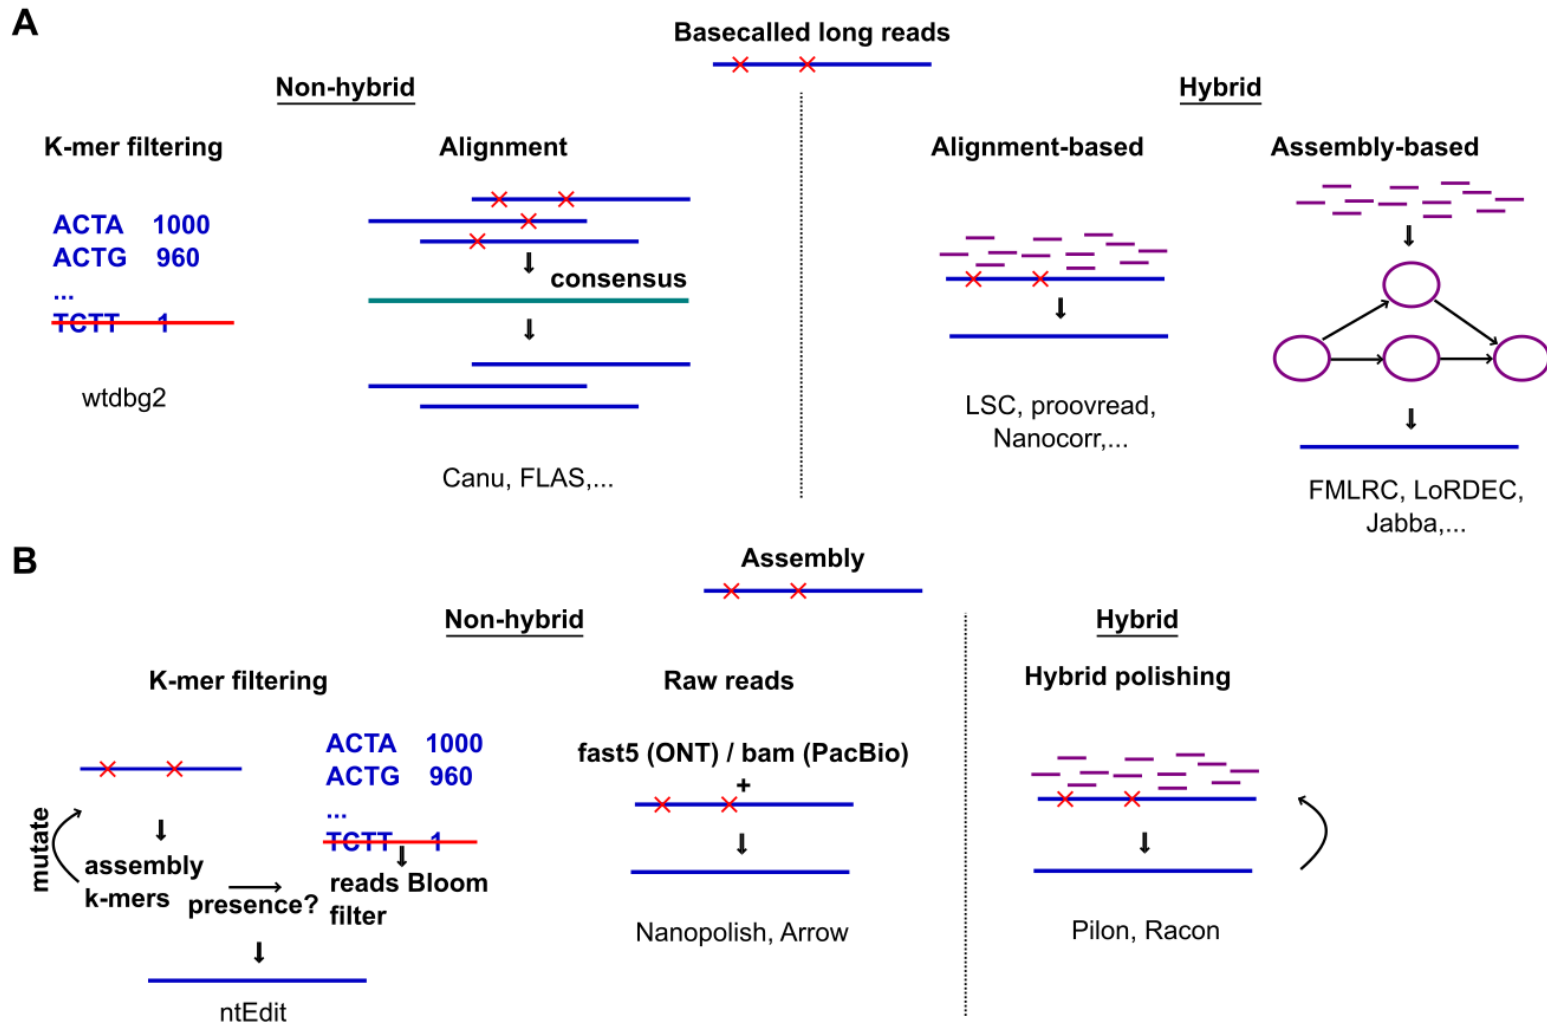 A
Basecalled long reads
Non-hybrid
Hybrid
K-mer filtering
Alignment
Alignment-based
Assembly-based
ACTA 1000
ACTG 960
...
TCTT 1
wtdbg2
consensus
Canu, FLAS,...
LSC, proovread,
Nanocorr,...
FMLRC, LoRDEC,
Jabba,...
B
Assembly
Non-hybrid
Hybrid
K-mer filtering
Raw reads
Hybrid polishing
mutate
assembly
k-mers
presence?
ACTA 1000
ACTG 960
...
TCTT 1
reads Bloom
filter
ntEdit
fast5 (ONT) / bam (PacBio)
+
Nanopolish, Arrow
Pilon, Racon